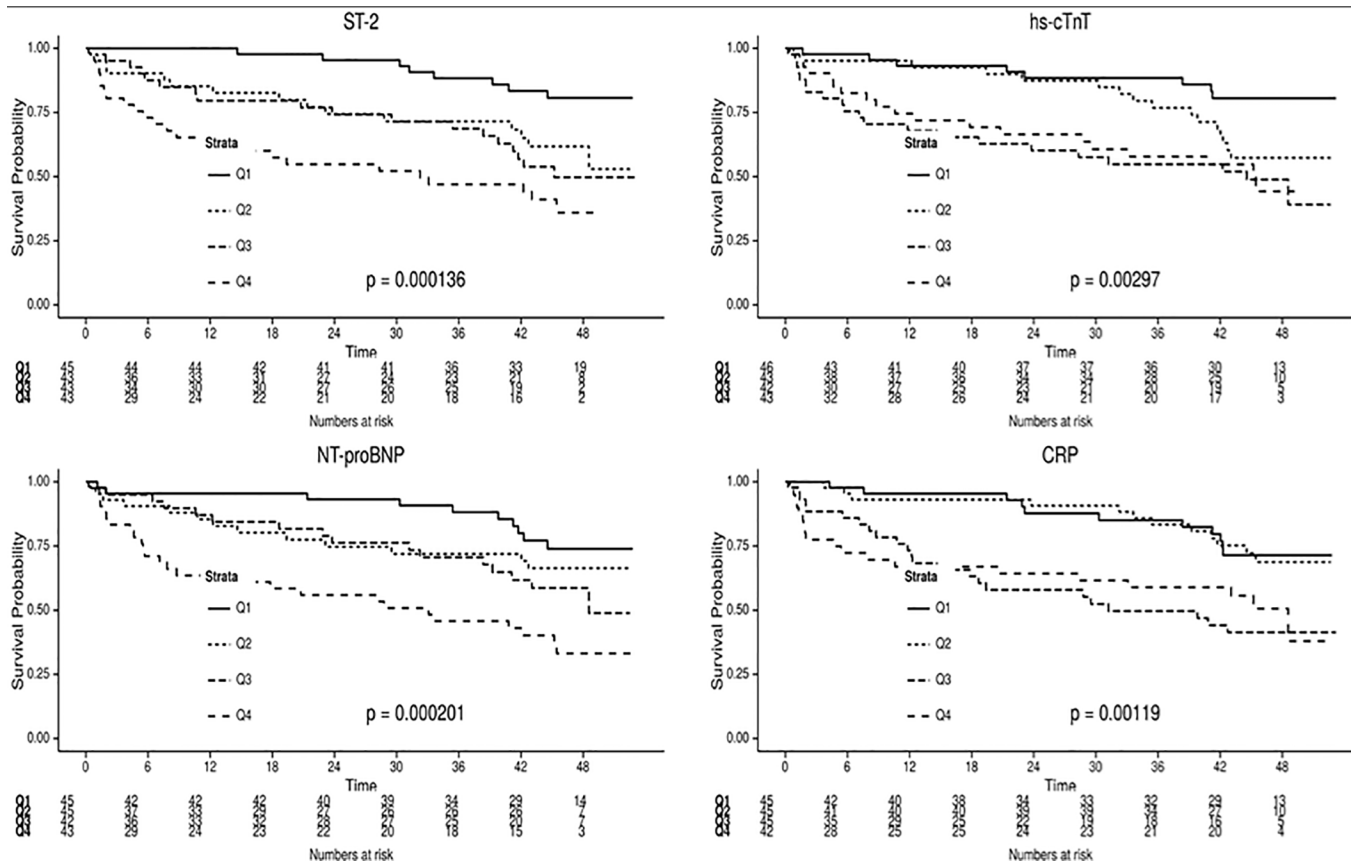 ST-2
Survival Probability
1.00
0.75
0.50
0.25
0.00
Strata
Q1
Q2
Q3
Q4
p = 0.000136
0 6 12 18 24 30 36 42 48
Time
Q1 45 44 44 42 41 41 36 33 19
Q2
Q3
Q4 43 29 24 22 21 20 18 16 2
Numbers at risk
hs-cTnT
Survival Probability
1.00
0.75
0.50
0.25
0.00
Strata
Q1
Q2
Q3
Q4
p = 0.00297
0 6 12 18 24 30 36 42 48
Time
Q1 46 43 41 40 37 37 36 30 13
Q2
Q3
Q4 43 32 28 26 24 21 20 17 3
Numbers at risk
NT-proBNP
Survival Probability
1.00
0.75
0.50
0.25
0.00
Strata
Q1
Q2
Q3
Q4
p = 0.000201
0 6 12 18 24 30 36 42 48
Time
Q1 45 42 42 42 40 39 34 29 14
Q2
Q3
Q4 43 29 24 23 22 20 18 15 3
Numbers at risk
CRP
Survival Probability
1.00
0.75
0.50
0.25
0.00
Strata
Q1
Q2
Q3
Q4
p = 0.00119
0 6 12 18 24 30 36 42 48
Time
Q1 45 42 40 38 34 33 32 29 13
Q2
Q3
Q4 42 28 25 25 24 23 21 20 4
Numbers at risk